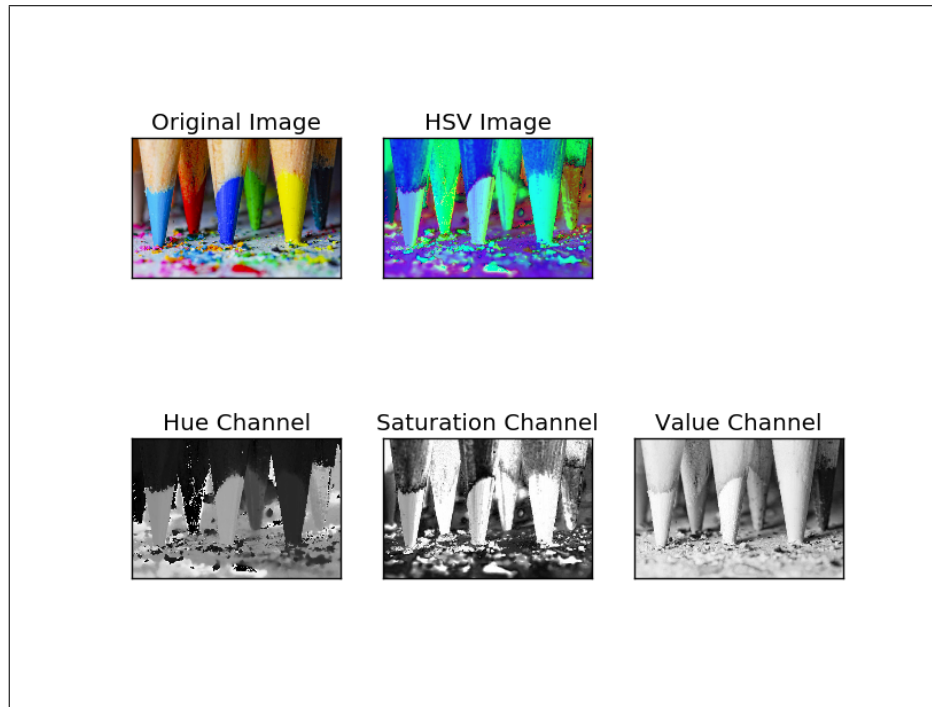 Original Image
HSV Image
Hue Channel
Saturation Channel
Value Channel